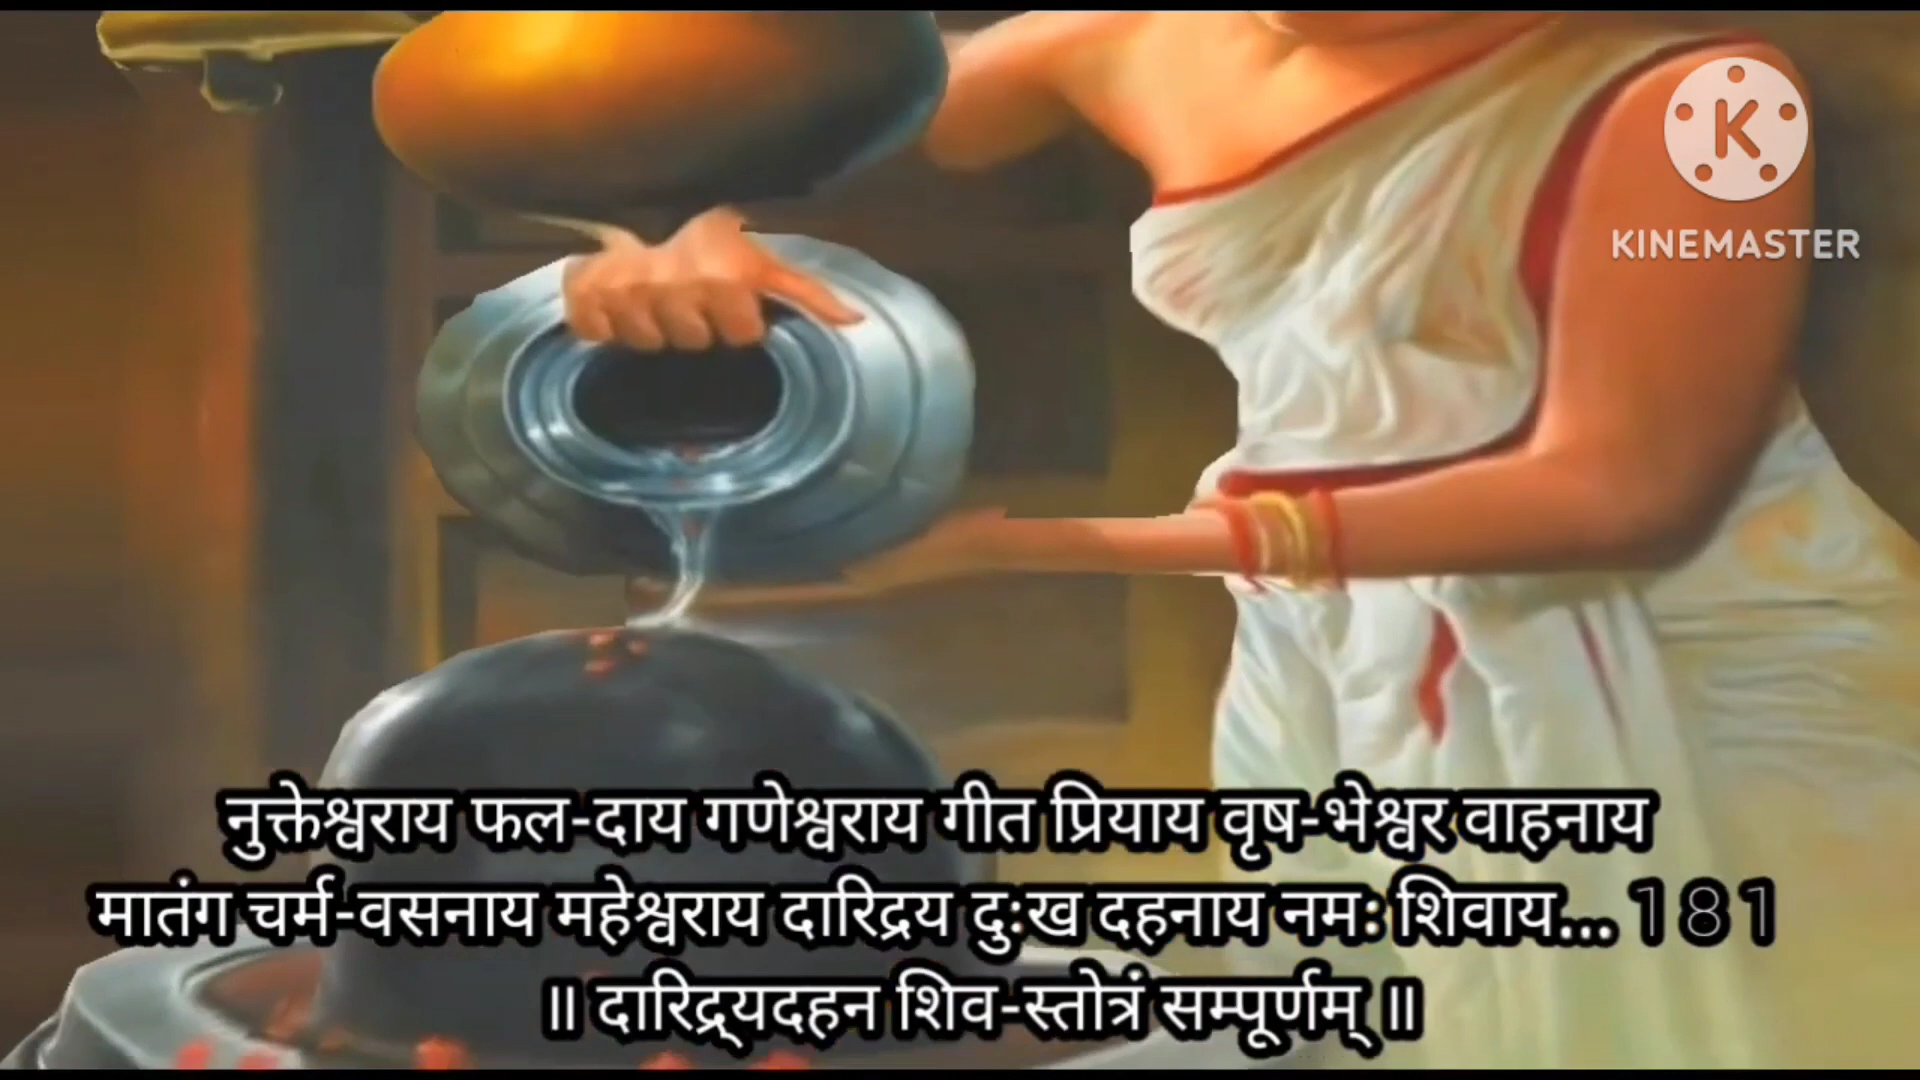 KINEMASTER
नुक्तेश्वराय फल-दाय गणेश्वराय गीत प्रियाय वृष-भेश्वर वाहनाय
मातंग चर्म-वसनाय महेश्वराय दारिद्रय दुःख दहनाय नमः शिवाय... 181
॥ दारिद्र्यदहन शिव-स्तोत्रं सम्पूर्णम् ॥